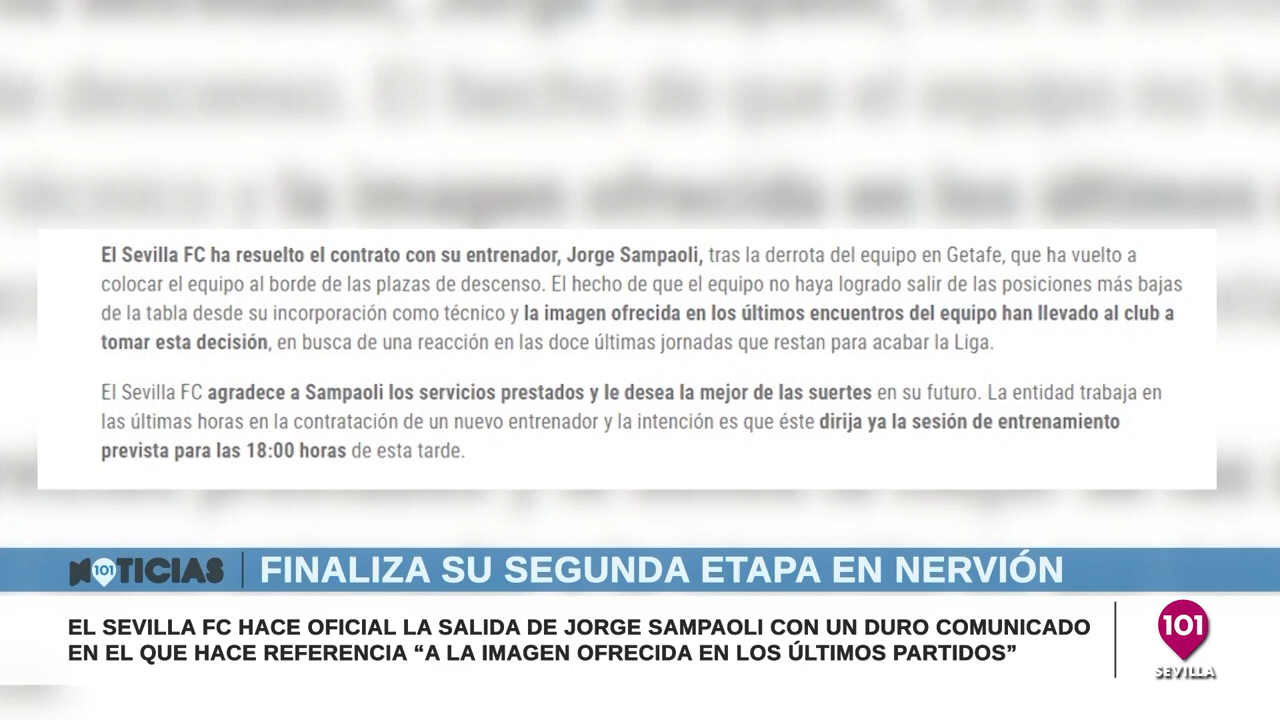 El Sevilla FC ha resuelto el contrato con su entrenador, Jorge Sampaoli, tras la derrota del equipo en Getafe, que ha vuelto a
colocar el equipo al borde de las plazas de descenso. El hecho de que el equipo no haya logrado salir de las posiciones más bajas
de la tabla desde su incorporación como técnico y la imagen ofrecida en los últimos encuentros del equipo han llevado al club a
tomar esta decisión, en busca de una reacción en las doce últimas jornadas que restan para acabar la Liga.
El Sevilla FC agradece a Sampaoli los servicios prestados y le desea la mejor de las suertes en su futuro. La entidad trabaja en
las últimas horas en la contratación de un nuevo entrenador y la intención es que éste dirija ya la sesión de entrenamiento
prevista para las 18:00 horas de esta tarde.
NOTICIAS 101
FINALIZA SU SEGUNDA ETAPA EN NERVIÓN
EL SEVILLA FC HACE OFICIAL LA SALIDA DE JORGE SAMPAOLI CON UN DURO COMUNICADO
EN EL QUE HACE REFERENCIA “A LA IMAGEN OFRECIDA EN LOS ÚLTIMOS PARTIDOS”
101
SEVILLA